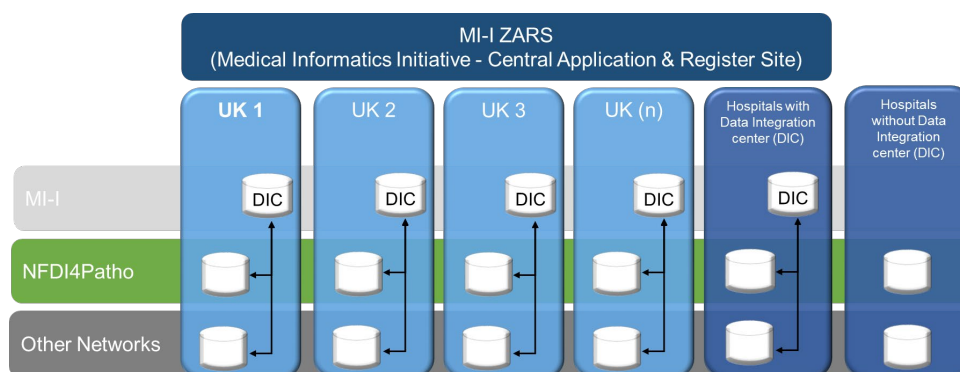 MI-I ZARS
(Medical Informatics Initiative - Central Application & Register Site)
UK 1
UK 2
UK 3
UK (n)
Hospitals with
Data Integration
center (DIC)
Hospitals
without Data
Integration
center (DIC)
MI-I
DIC
DIC
DIC
DIC
DIC
NFDI4Patho
Other Networks